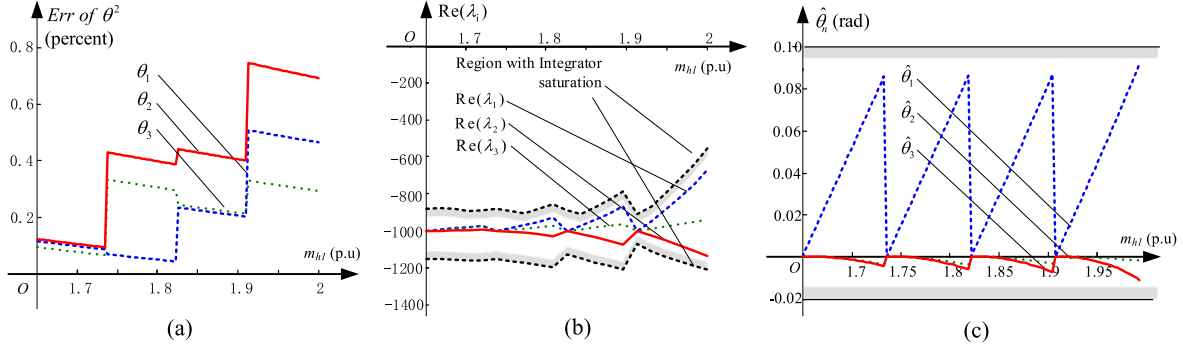 Err of θ²
(percent)
0.8
0.6
0.4
0.2
θ₁
θ₂
θ₃
m_h1 (p.u)
O
1.7
1.8
1.9
2
(a)
Re(λᵢ)
O
1.7
1.8
1.9
2
m_h1 (p.u)
Region with Integrator
saturation
Re(λ₁)
Re(λ₂)
Re(λ₃)
-200
-400
-600
-800
-1000
-1200
-1400
(b)
θ̂ₙ (rad)
0.10
0.08
0.06
0.04
0.02
O
-0.02
θ̂₁
θ̂₂
θ̂₃
m_h1 (p.u)
1.7
1.75
1.8
1.85
1.9
1.95
(c)